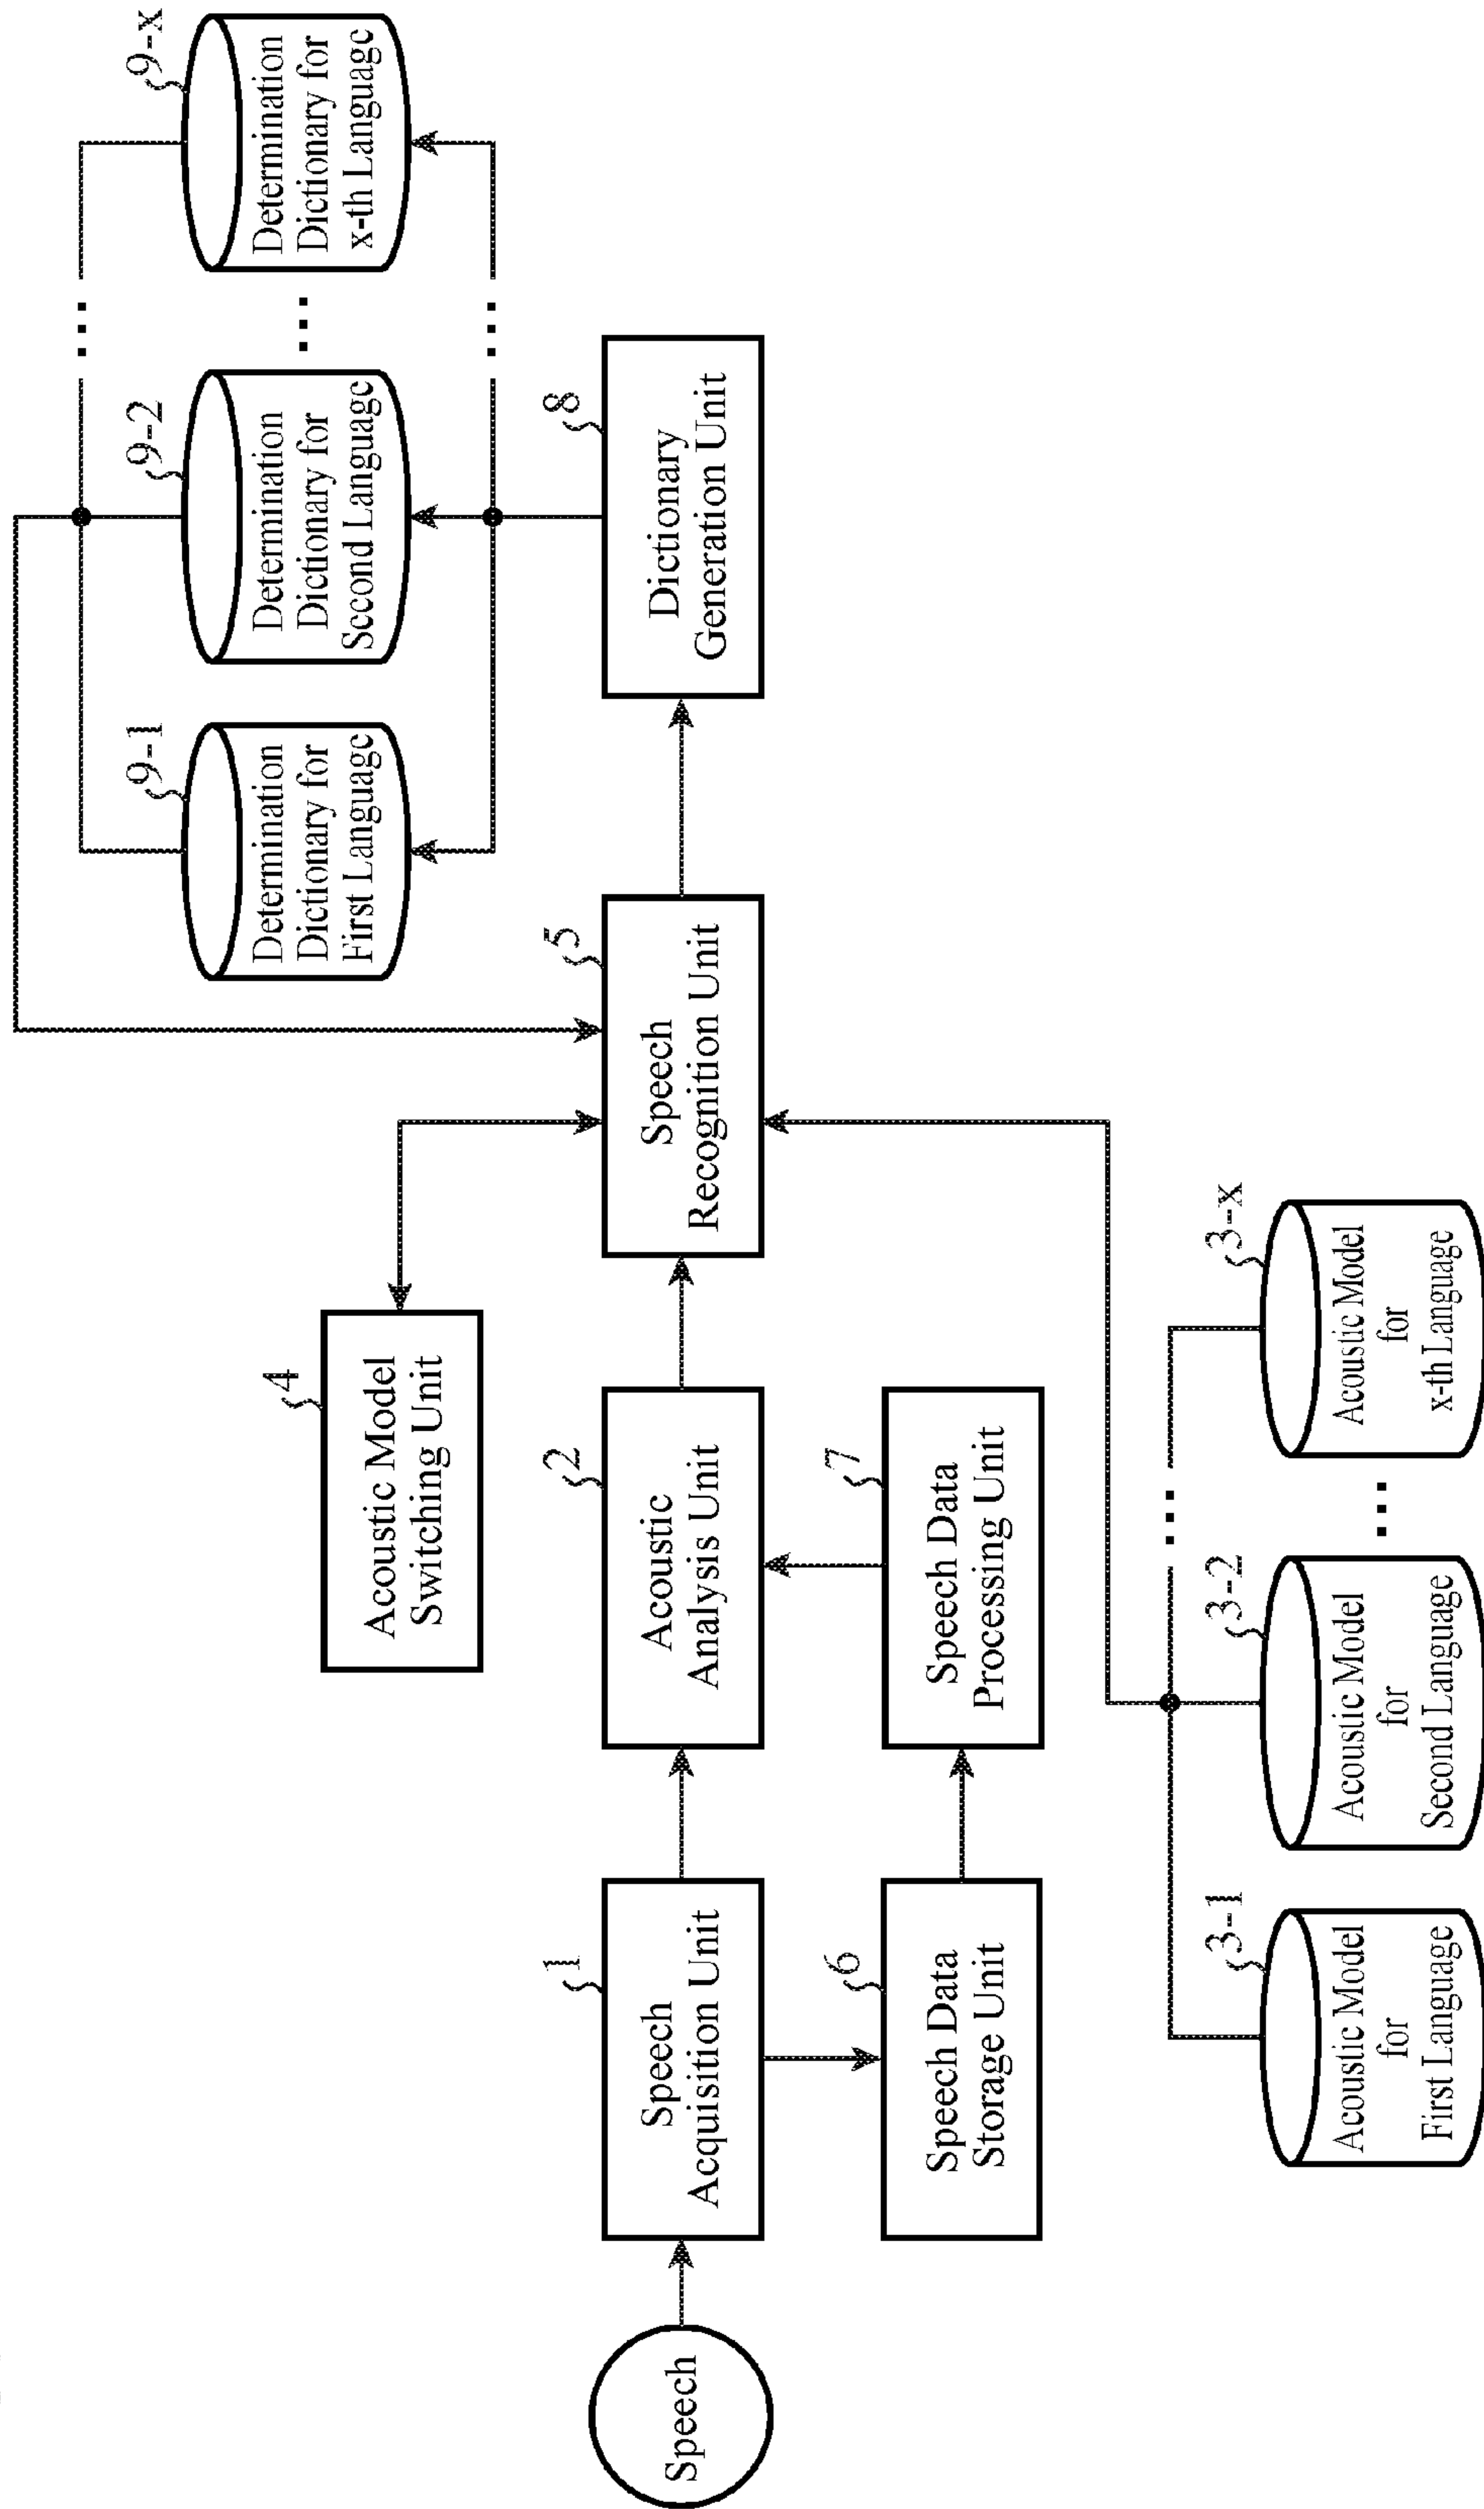 9-1
Determination
Dictionary for
First Language
9-2
Determination
Dictionary for
Second Language
...
9-x
Determination
Dictionary for
x-th Language
...
...
4
Acoustic Model
Switching Unit
Speech
1
Speech
Acquisition Unit
2
Acoustic
Analysis Unit
5
Speech
Recognition Unit
8
Dictionary
Generation Unit
6
Speech Data
Storage Unit
7
Speech Data
Processing Unit
3-1
Acoustic Model
for
First Language
3-2
Acoustic Model
for
Second Language
...
...
3-x
Acoustic Model
for
x-th Language